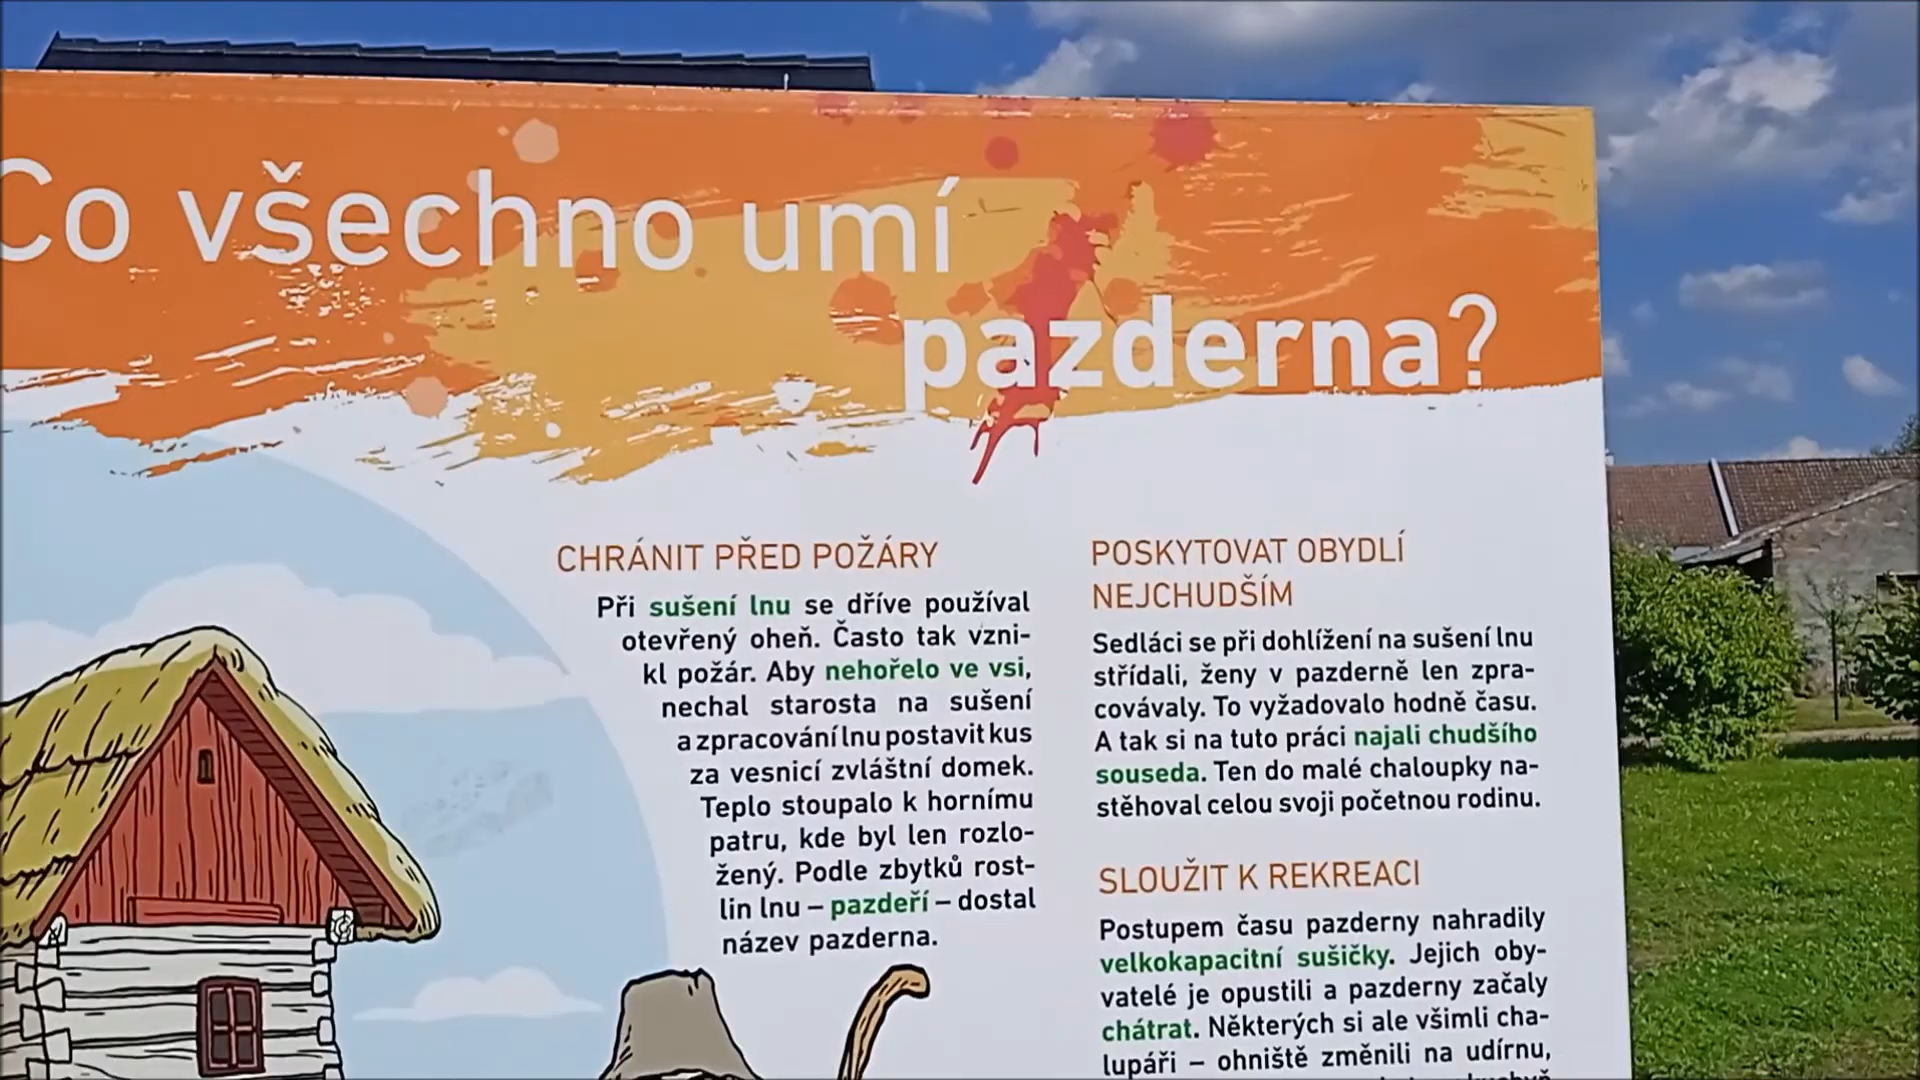 Co všechno umí
pazderna?
CHRÁNIT PŘED POŽÁRY
Při sušení lnu se dříve používal
otevřený oheň. Často tak vzni-
kl požár. Aby nehořelo ve vsi,
nechal starosta na sušení
a zpracování lnu postavit kus
za vesnicí zvláštní domek.
Teplo stoupalo k hornímu
patru, kde byl len rozlo-
žený. Podle zbytků rost-
lin lnu – pazdeří – dostal
název pazderna.
POSKYTOVAT OBYDLÍ
NEJCHUDŠÍM
Sedláci se při dohlížení na sušení lnu
střídali, ženy v pazderně len zpra-
covávaly. To vyžadovalo hodně času.
A tak si na tuto práci najali chudšího
souseda. Ten do malé chaloupky na-
stěhoval celou svoji početnou rodinu.
SLOUŽIT K REKREACI
Postupem času pazderny nahradily
velkokapacitní sušičky. Jejich oby-
vatelé je opustili a pazderny začaly
chátrat. Některých si ale všimli cha-
lupáři – ohniště změnili na udírnu,